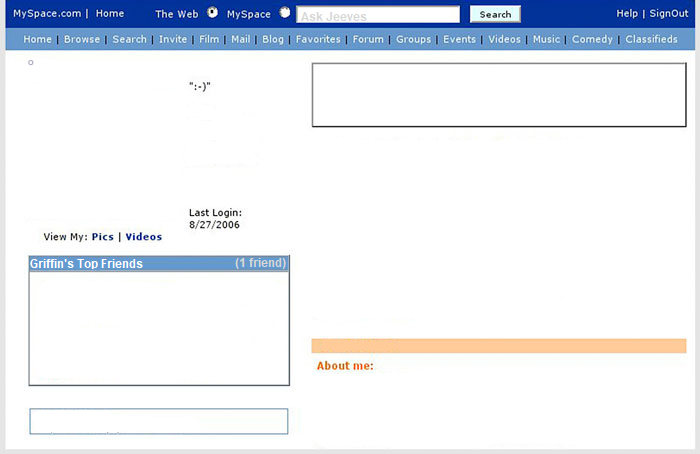 MySpace.com | Home The Web MySpace Ask Jeeves Search Help | SignOut
Home | Browse | Search | Invite | Film | Mail | Blog | Favorites | Forum | Groups | Events | Videos | Music | Comedy | Classifieds
":-)"
Last Login:
8/27/2006
View My: Pics | Videos
Griffin's Top Friends (1 friend)
About me: